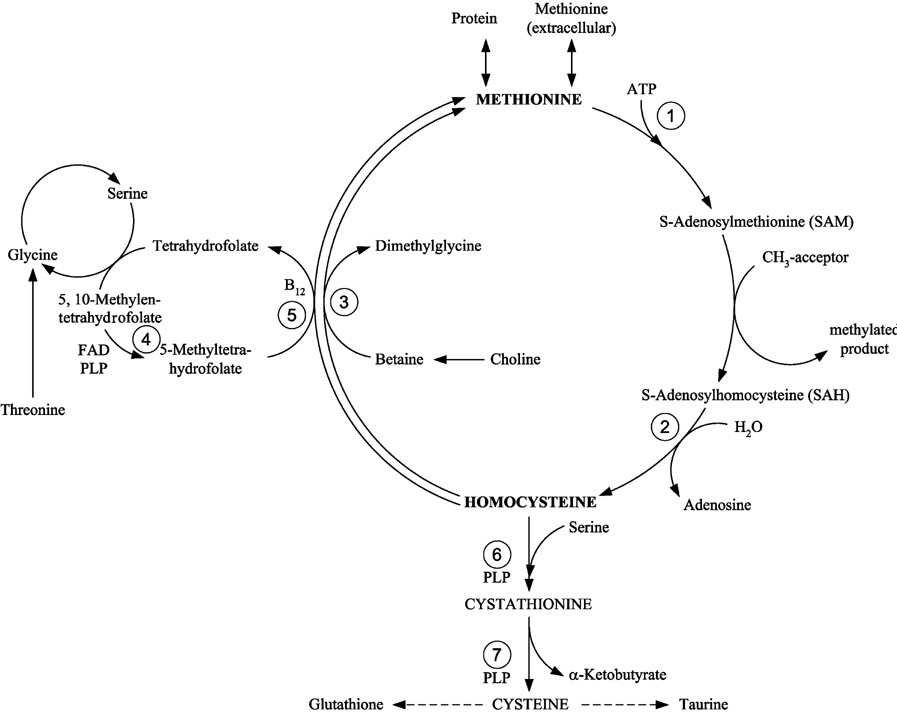 Protein
Methionine
(extracellular)
METHIONINE
ATP
1
Serine
S-Adenosylmethionine (SAM)
Glycine
Tetrahydrofolate
Dimethylglycine
CH3-acceptor
5, 10-Methylen-
tetrahydrofolate
B12
5
3
4
FAD
PLP
5-Methyltetra-
hydrofolate
Betaine
Choline
methylated
product
Threonine
S-Adenosylhomocysteine (SAH)
2
H2O
HOMOCYSTEINE
Adenosine
Serine
6
PLP
CYSTATHIONINE
7
PLP
α-Ketobutyrate
Glutathione
CYSTEINE
Taurine